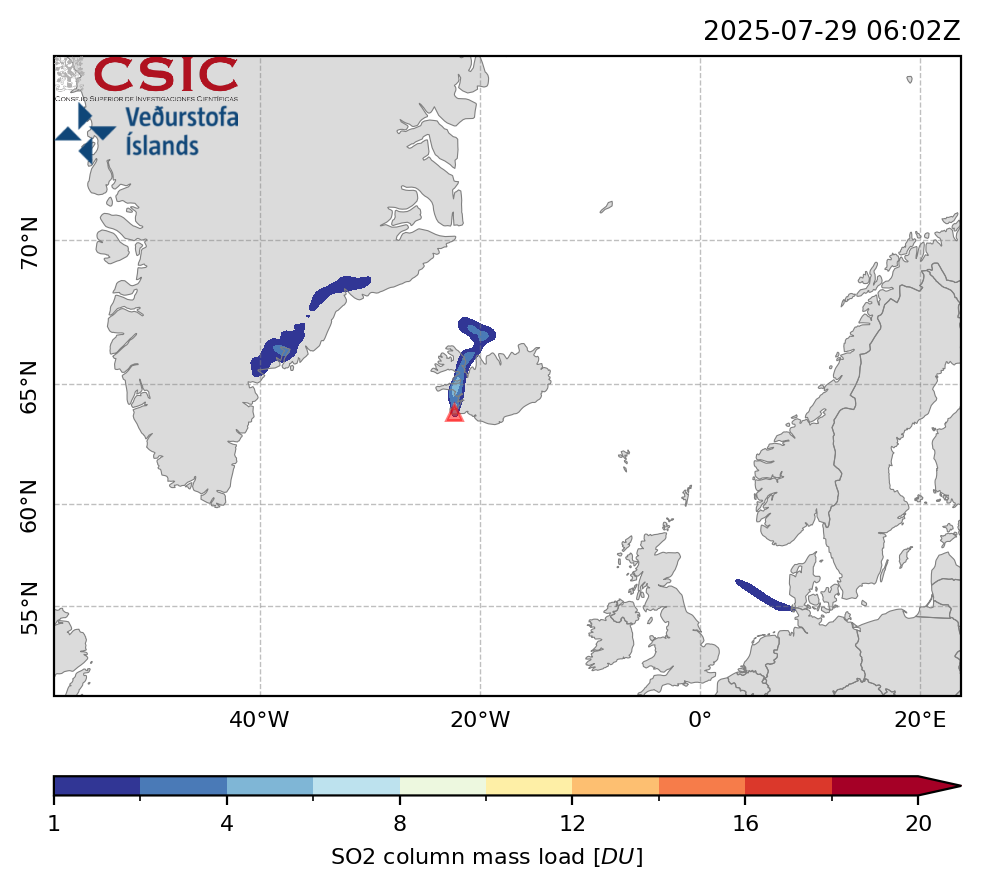 2025-07-29 06:02Z
CSIC
CONSEJO SUPERIOR DE INVESTIGACIONES CIENTÍFICAS
Veðurstofa
Íslands
70°N
65°N
60°N
55°N
40°W 20°W 0° 20°E
1 4 8 12 16 20
SO2 column mass load [DU]